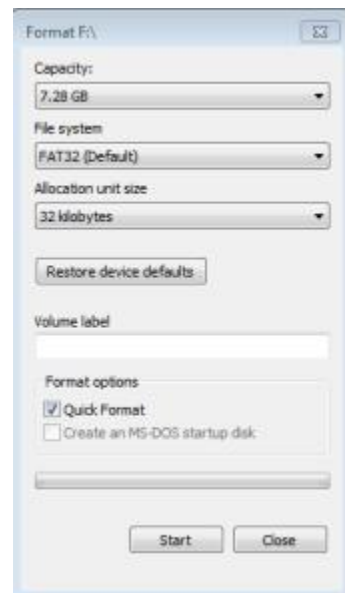 Format F:\
Capacity:
7.28 GB
File system
FAT32 (Default)
Allocation unit size
32 kilobytes
Restore device defaults
Volume label
Format options
Quick Format
Create an MS-DOS startup disk
Start
Close